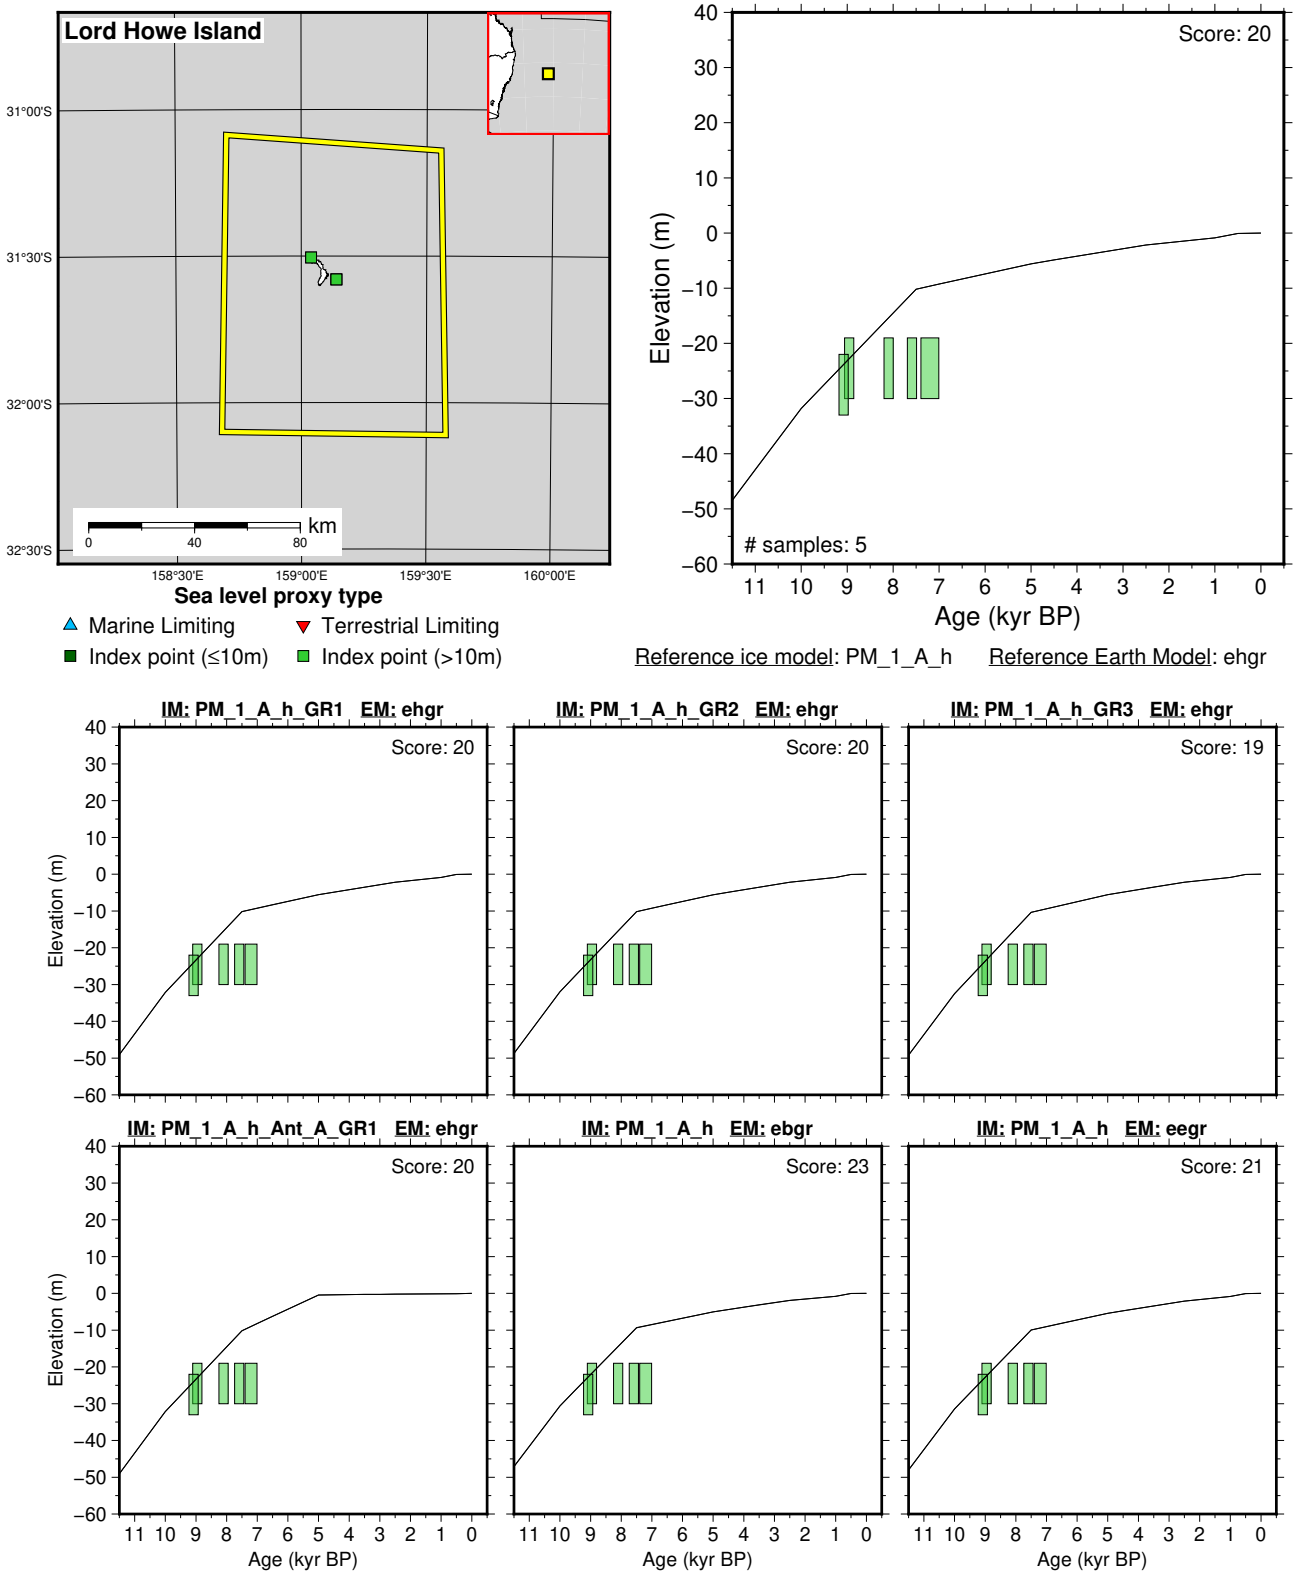 Lord Howe Island
31°00'S
31°30'S
32°00'S
32°30'S
158°30'E
159°00'E
159°30'E
160°00'E
km
0
40
80
Sea level proxy type
Marine Limiting
Terrestrial Limiting
Index point (≤10m)
Index point (>10m)
Score: 20
40
30
20
10
0
−10
−20
−30
−40
−50
−60
Elevation (m)
# samples: 5
11 10 9 8 7 6 5 4 3 2 1 0
Age (kyr BP)
Reference ice model: PM_1_A_h Reference Earth Model: ehgr
IM: PM_1_A_h_GR1 EM: ehgr
Score: 20
40
30
20
10
0
−10
−20
−30
−40
−50
−60
Elevation (m)
IM: PM_1_A_h_GR2 EM: ehgr
Score: 20
IM: PM_1_A_h_GR3 EM: ehgr
Score: 19
IM: PM_1_A_h_Ant_A_GR1 EM: ehgr
Score: 20
40
30
20
10
0
−10
−20
−30
−40
−50
−60
Elevation (m)
11 10 9 8 7 6 5 4 3 2 1 0
Age (kyr BP)
IM: PM_1_A_h EM: ebgr
Score: 23
11 10 9 8 7 6 5 4 3 2 1 0
Age (kyr BP)
IM: PM_1_A_h EM: eegr
Score: 21
11 10 9 8 7 6 5 4 3 2 1 0
Age (kyr BP)